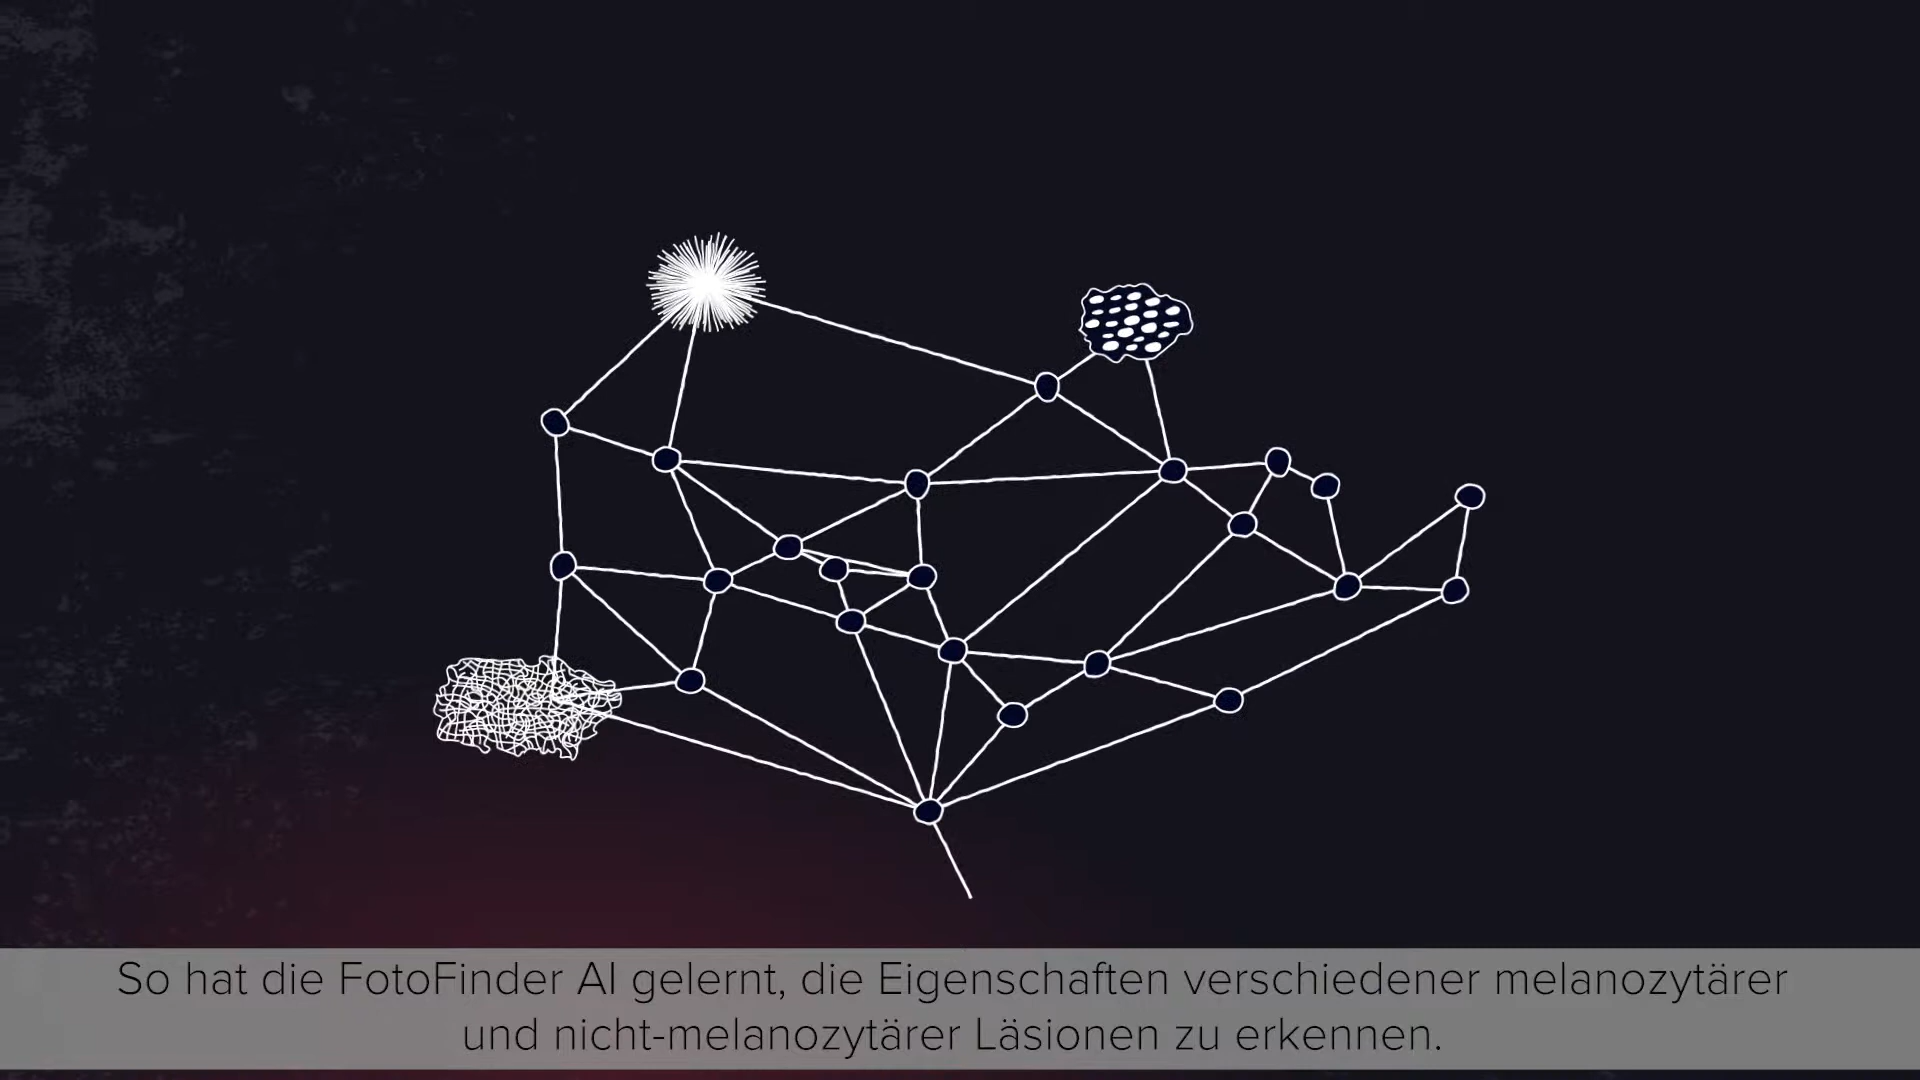 So hat die FotoFinder AI gelernt, die Eigenschaften verschiedener melanozytärer
und nicht-melanozytärer Läsionen zu erkennen.